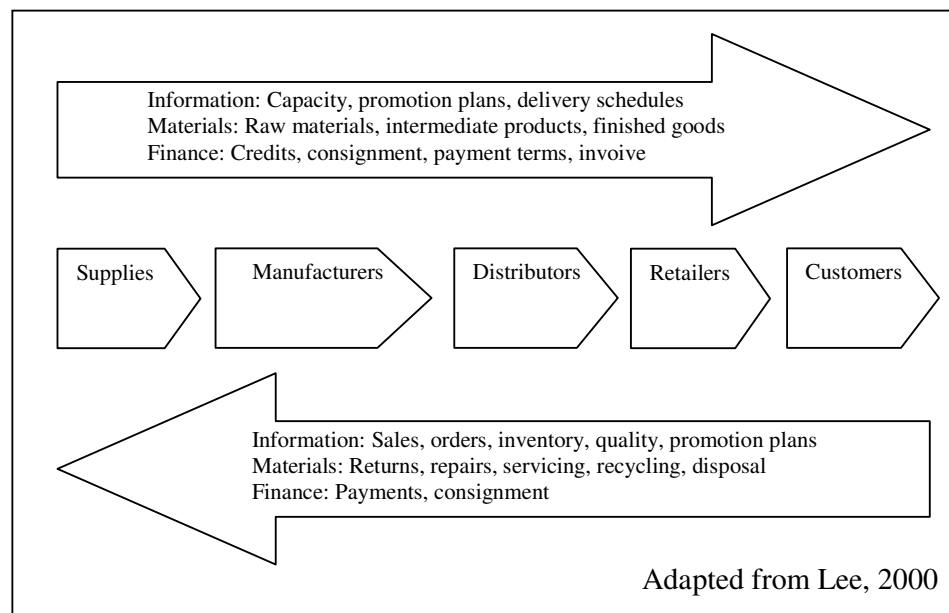 Information: Capacity, promotion plans, delivery schedules
Materials: Raw materials, intermediate products, finished goods
Finance: Credits, consignment, payment terms, invoive
Supplies
Manufacturers
Distributors
Retailers
Customers
Information: Sales, orders, inventory, quality, promotion plans
Materials: Returns, repairs, servicing, recycling, disposal
Finance: Payments, consignment
Adapted from Lee, 2000